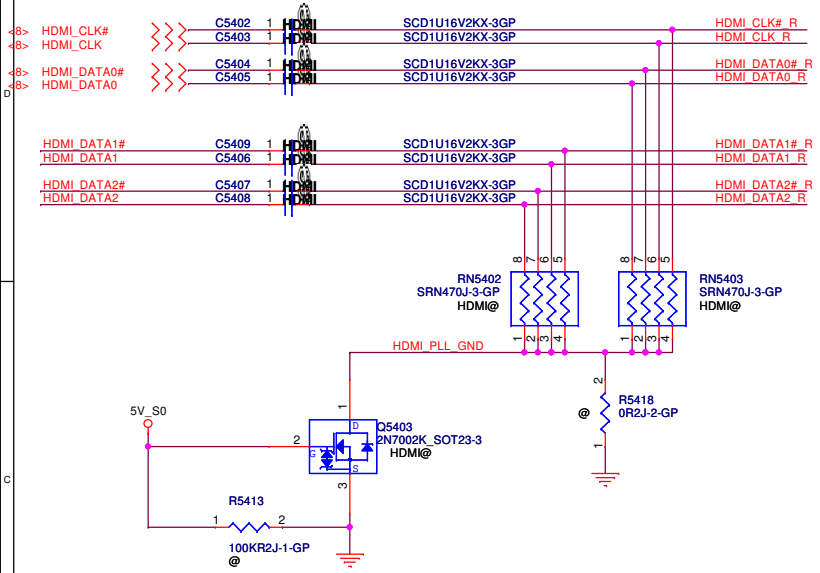 <8> HDMI_CLK# C5402 1 HDMI SCD1U16V2KX-3GP HDMI_CLK#_R
<8> HDMI_CLK C5403 1 HDMI SCD1U16V2KX-3GP HDMI_CLK_R
<8> HDMI_DATA0# C5404 1 HDMI SCD1U16V2KX-3GP HDMI_DATA0#_R
<8> HDMI_DATA0 C5405 1 HDMI SCD1U16V2KX-3GP HDMI_DATA0_R
D
HDMI_DATA1# C5409 1 HDMI SCD1U16V2KX-3GP HDMI_DATA1#_R
HDMI_DATA1 C5406 1 HDMI SCD1U16V2KX-3GP HDMI_DATA1_R
HDMI_DATA2# C5407 1 HDMI SCD1U16V2KX-3GP HDMI_DATA2#_R
HDMI_DATA2 C5408 1 HDMI SCD1U16V2KX-3GP HDMI_DATA2_R
8 7 6 5 8 7 6 5
RN5402 RN5403
SRN470J-3-GP SRN470J-3-GP
HDMI@ HDMI@
1 2 3 4 1 2 3 4
HDMI_PLL_GND
2
R5418
@ 0R2J-2-GP
1
5V_S0
1
D Q5403
2 2N7002K_SOT23-3
G HDMI@
S
3
C
R5413
1 2
100KR2J-1-GP
@